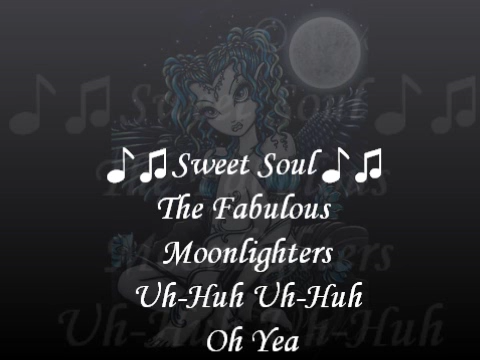 ♪♫Sweet Soul♪♫
The Fabulous
Moonlighters
Uh-Huh Uh-Huh
Oh Yea